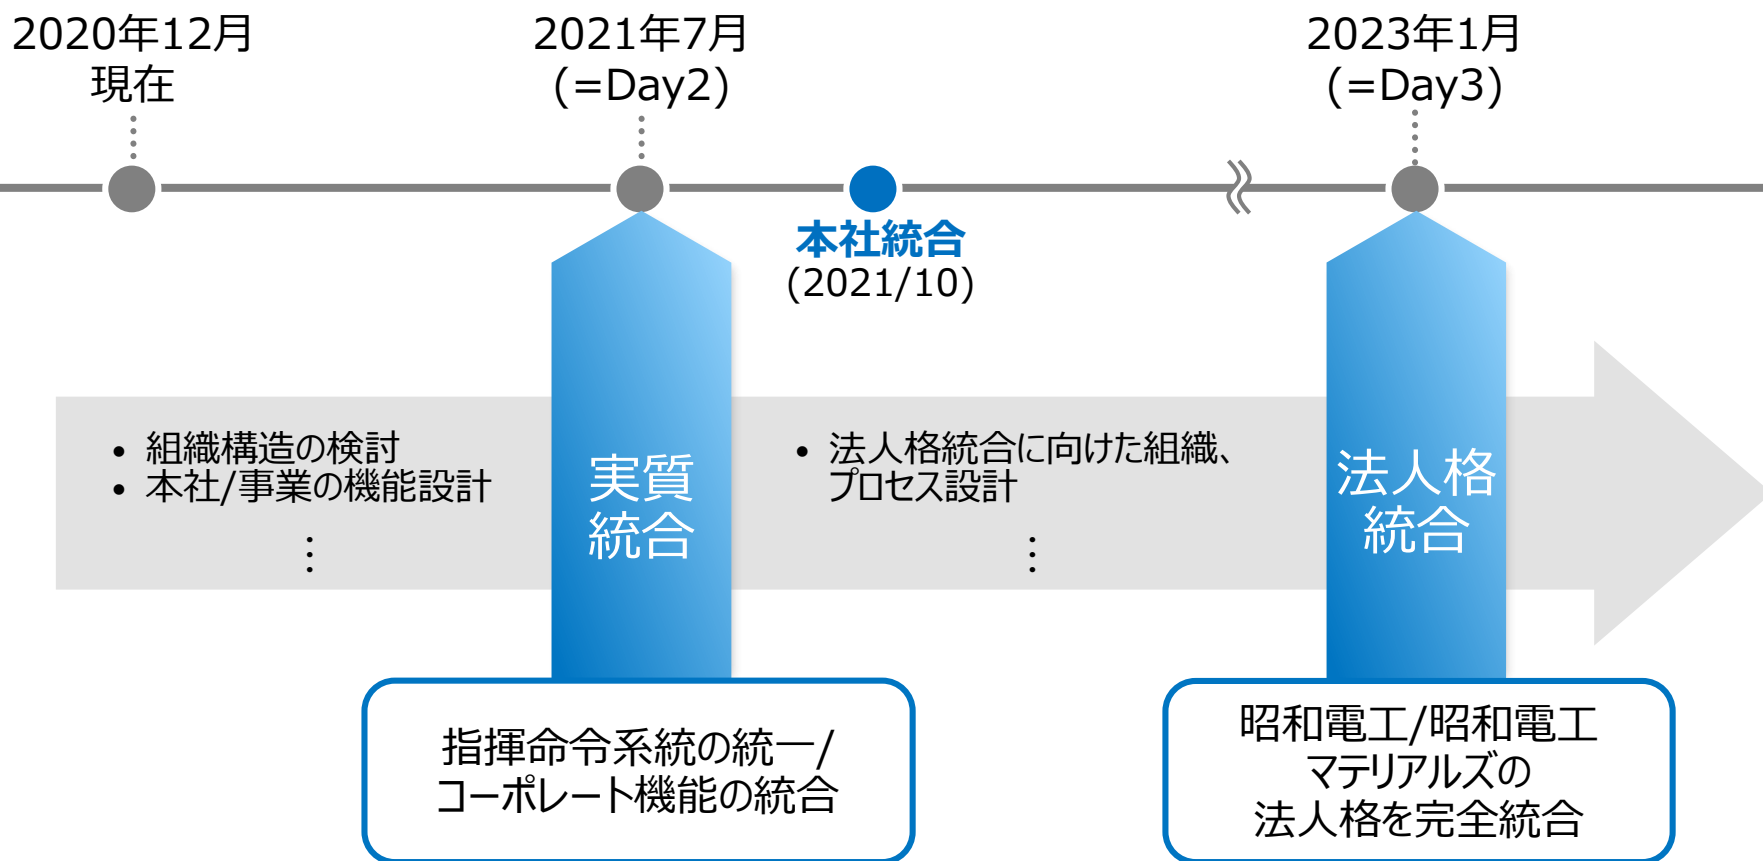 2020年12月
現在
2021年7月
(=Day2)
2023年1月
(=Day3)
本社統合
(2021/10)
• 組織構造の検討
• 本社/事業の機能設計
⋮
実質
統合
• 法人格統合に向けた組織、
プロセス設計
⋮
法人格
統合
指揮命令系統の統一/
コーポレート機能の統合
昭和電工/昭和電工
マテリアルズの
法人格を完全統合